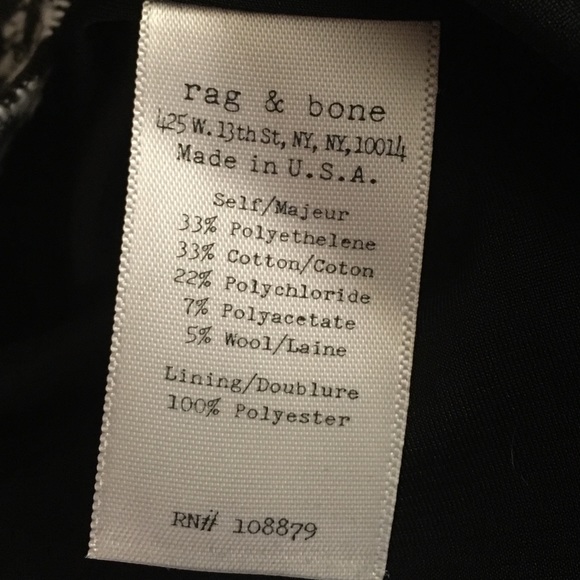 rag & bone
425 W. 13th St, NY, NY, 10014
Made in U.S.A.
Self/Majeur
33% Polyethelene
33% Cotton/Coton
22% Polychloride
7% Polyacetate
5% Wool/Laine
Lining/Doublure
100% Polyester
RN# 108879